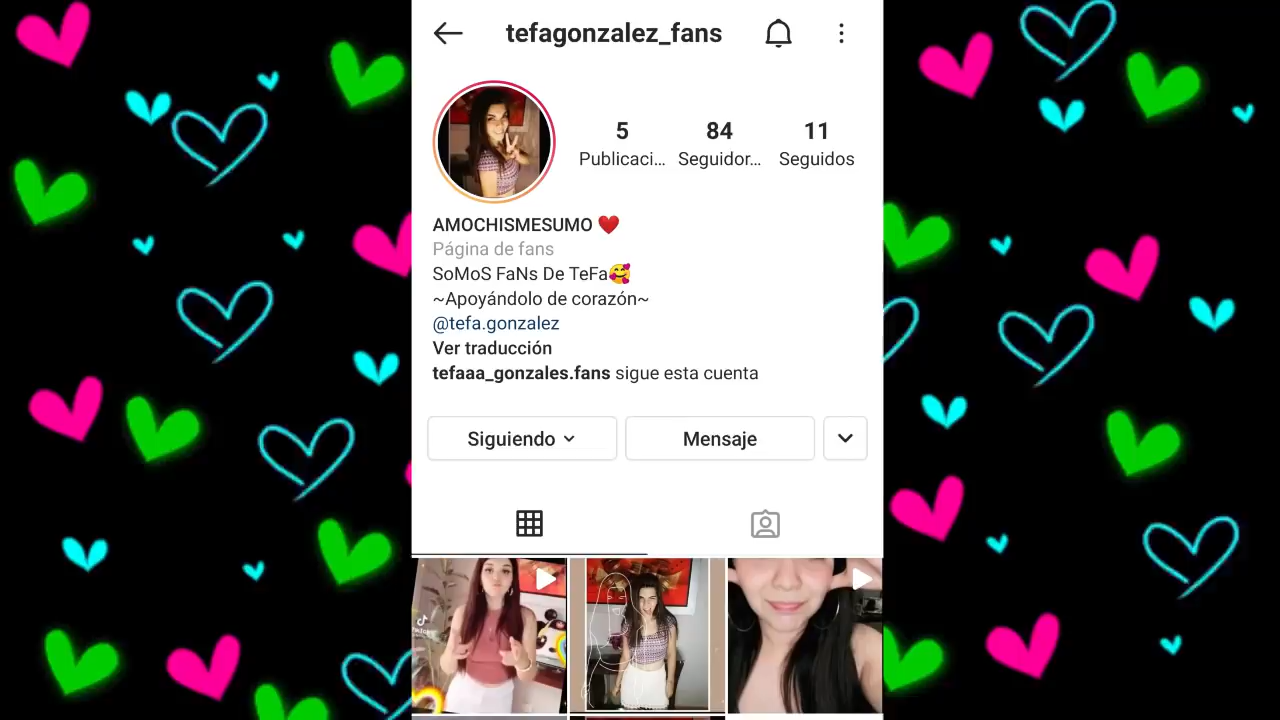 tefagonzalez_fans
5 84 11
Publicaci... Seguidor... Seguidos
AMOCHISMESUMO ❤️
Página de fans
SoMoS FaNs De TeFa🥰
~Apoyándolo de corazón~
@tefa.gonzalez
Ver traducción
tefaaa_gonzales.fans sigue esta cuenta
Siguiendo Mensaje